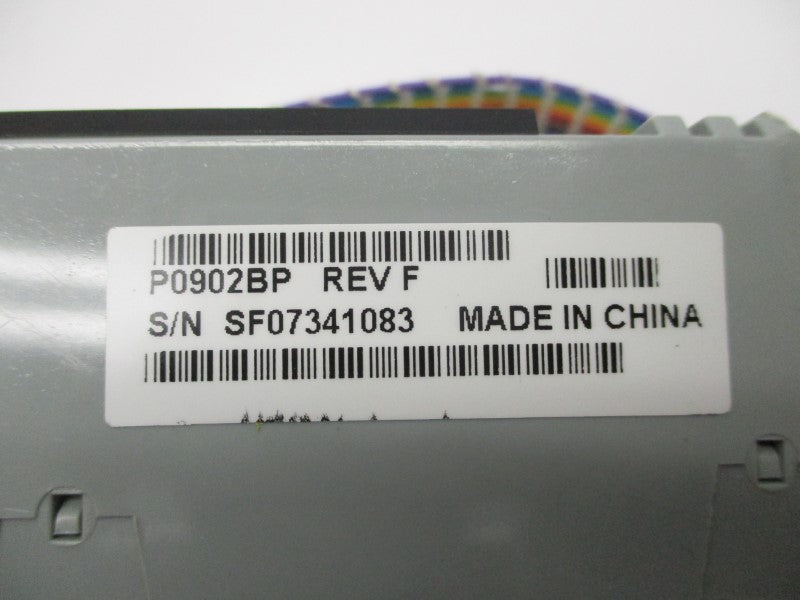 P0902BP REV F
S/N SF07341083 MADE IN CHINA